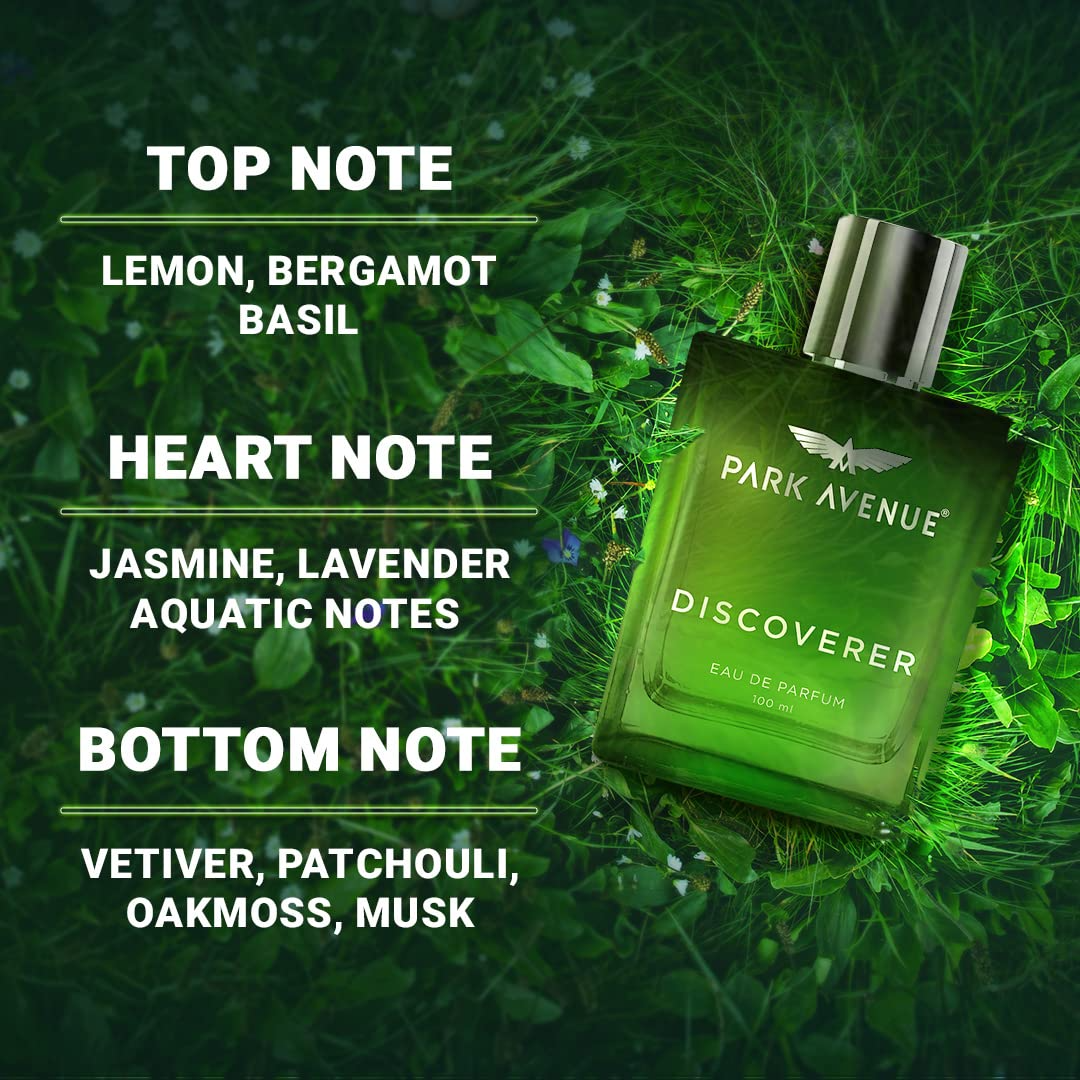 TOP NOTE
LEMON, BERGAMOT
BASIL
HEART NOTE
JASMINE, LAVENDER
AQUATIC NOTES
BOTTOM NOTE
VETIVER, PATCHOULI,
OAKMOSS, MUSK
PARK AVENUE®
DISCOVERER
EAU DE PARFUM
100 ml